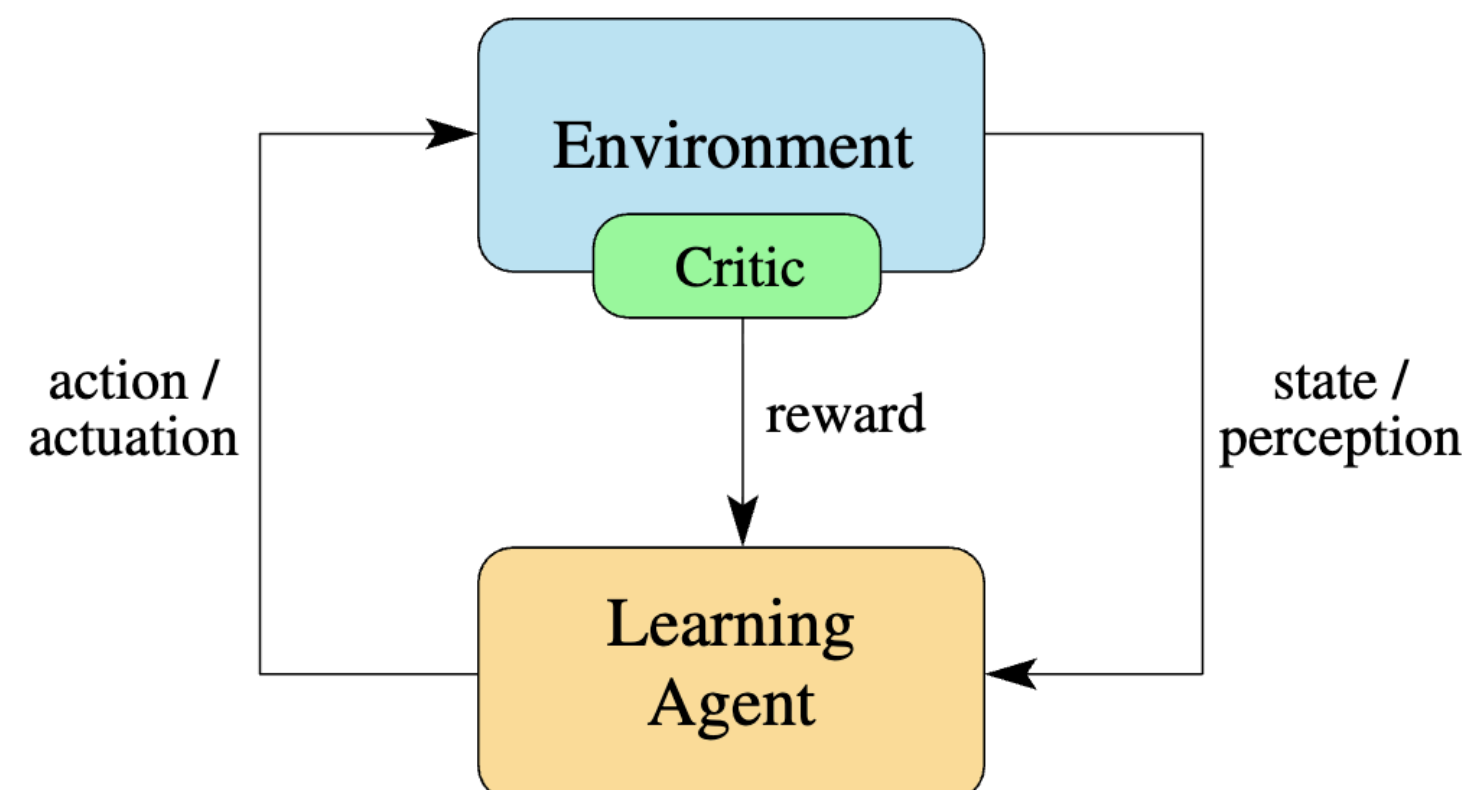 Environment
Critic
action /
actuation
reward
state /
perception
Learning
Agent